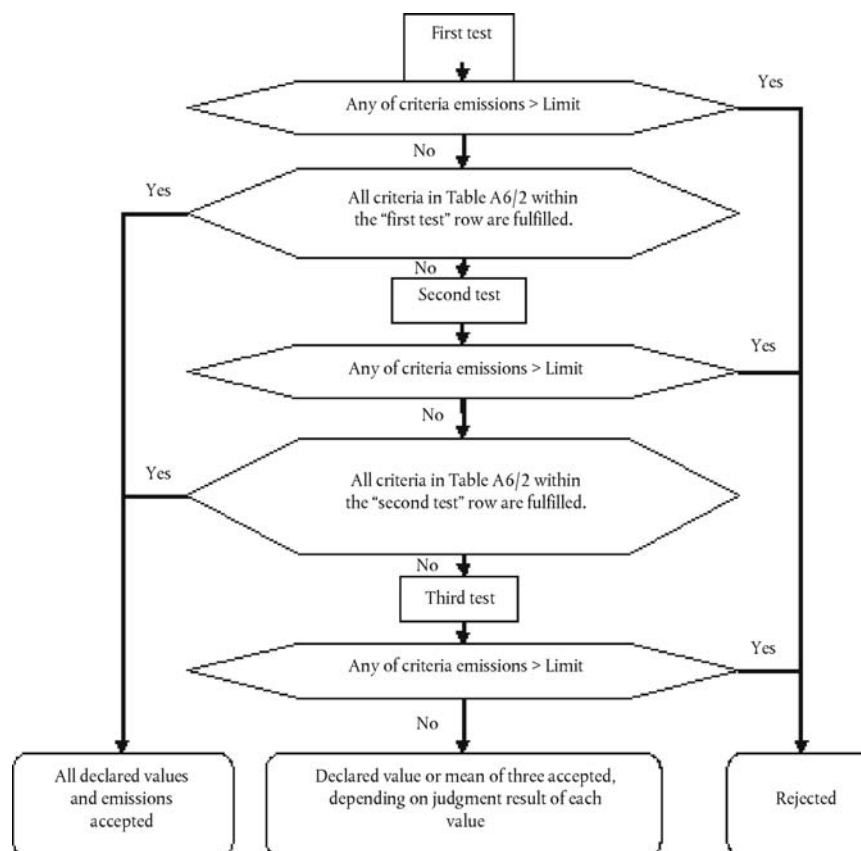 First test
Yes
Any of criteria emissions > Limit
No
Yes
All criteria in Table A6/2 within
the “first test” row are fulfilled.
No
Second test
Yes
Any of criteria emissions > Limit
No
Yes
All criteria in Table A6/2 within
the “second test” row are fulfilled.
No
Third test
Yes
Any of criteria emissions > Limit
No
All declared values
and emissions
accepted
Declared value or mean of three accepted,
depending on judgment result of each
value
Rejected